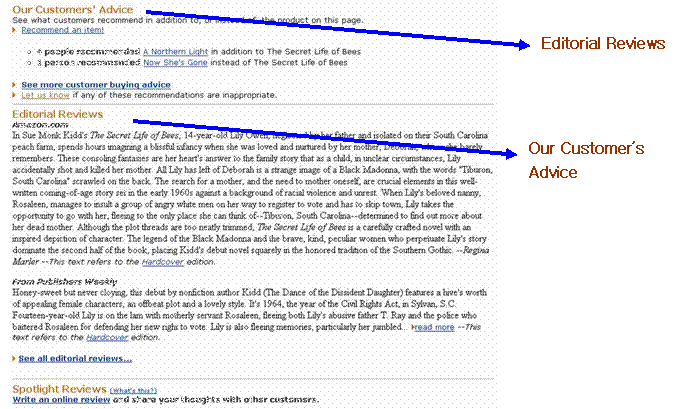 Our Customers' Advice
See what customers recommend in addition to, or instead of, the product on this page.
Recommend an item!
4 people recommended A Northern Light in addition to The Secret Life of Bees
3 person recommended Now She's Gone instead of The Secret Life of Bees
See more customer buying advice
Let us know if any of these recommendations are inappropriate.
Editorial Reviews
Amazon.com
In Sue Monk Kidd's The Secret Life of Bees, 14-year-old Lily Owen, by her father and isolated on their South Carolina
peach farm, spends hours imagining a blissful infancy when she was loved and nurtured by her mother, Deborah, barely
remembers. These consoling fantasies are her heart's answer to the family story that as a child, in unclear circumstances, Lily
accidentally shot and killed her mother. All Lily has left of Deborah is a strange image of a Black Madonna, with the words "Tiburon,
South Carolina" scrawled on the back. The search for a mother, and the need to mother oneself, are crucial elements in this well-
written coming-of-age story set in the early 1960s against a background of racial violence and unrest. When Lily's beloved nanny,
Rosaleen, manages to insult a group of angry white men on her way to register to vote and has to skip town, Lily takes the
opportunity to go with her, fleeing to the only place she can think of--Tiburon, South Carolina--determined to find out more about
her dead mother. Although the plot threads are too neatly trimmed, The Secret Life of Bees is a carefully crafted novel with an
inspired depiction of character. The legend of the Black Madonna and the brave, kind, peculiar women who perpetuate Lily's story
dominate the second half of the book, placing Kidd's debut novel squarely in the honored tradition of the Southern Gothic. --Regina
Marler --This text refers to the Hardcover edition.
From Publishers Weekly
Honey-sweet but never cloying, this debut by nonfiction author Kidd (The Dance of the Dissident Daughter) features a hive's worth
of appealing female characters, an offbeat plot and a lovely style. It's 1964, the year of the Civil Rights Act, in Sylvan, S.C.
Fourteen-year-old Lily is on the lam with motherly servant Rosaleen, fleeing both Lily's abusive father T. Ray and the police who
battered Rosaleen for defending her new right to vote. Lily is also fleeing memories, particularly her jumbled... read more --This
text refers to the Hardcover edition.
See all editorial reviews...
Spotlight Reviews (What's this?)
Write an online review and share your thoughts with other customers.
Editorial Reviews
Our Customer's
Advice